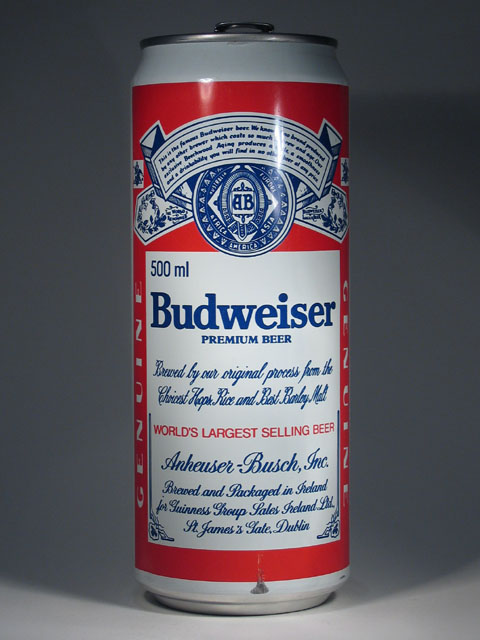 This is the famous Budweiser beer. We know of no brand produced
by any other brewer which costs so much to brew and age. Our
Beechwood Aging produces a taste, a smoothness
and a drinkability you will find in no other beer at any price.
AB
AFRICA
AMERICA
500 ml
Budweiser
PREMIUM BEER
Brewed by our original process from the
Choicest Hops, Rice and Best Barley Malt
WORLD'S LARGEST SELLING BEER
Anheuser-Busch, Inc.
Brewed and Packaged in Ireland
for Guinness Group Sales Ireland Ltd.,
St. James's Gate, Dublin
GENUINE
GENUINE